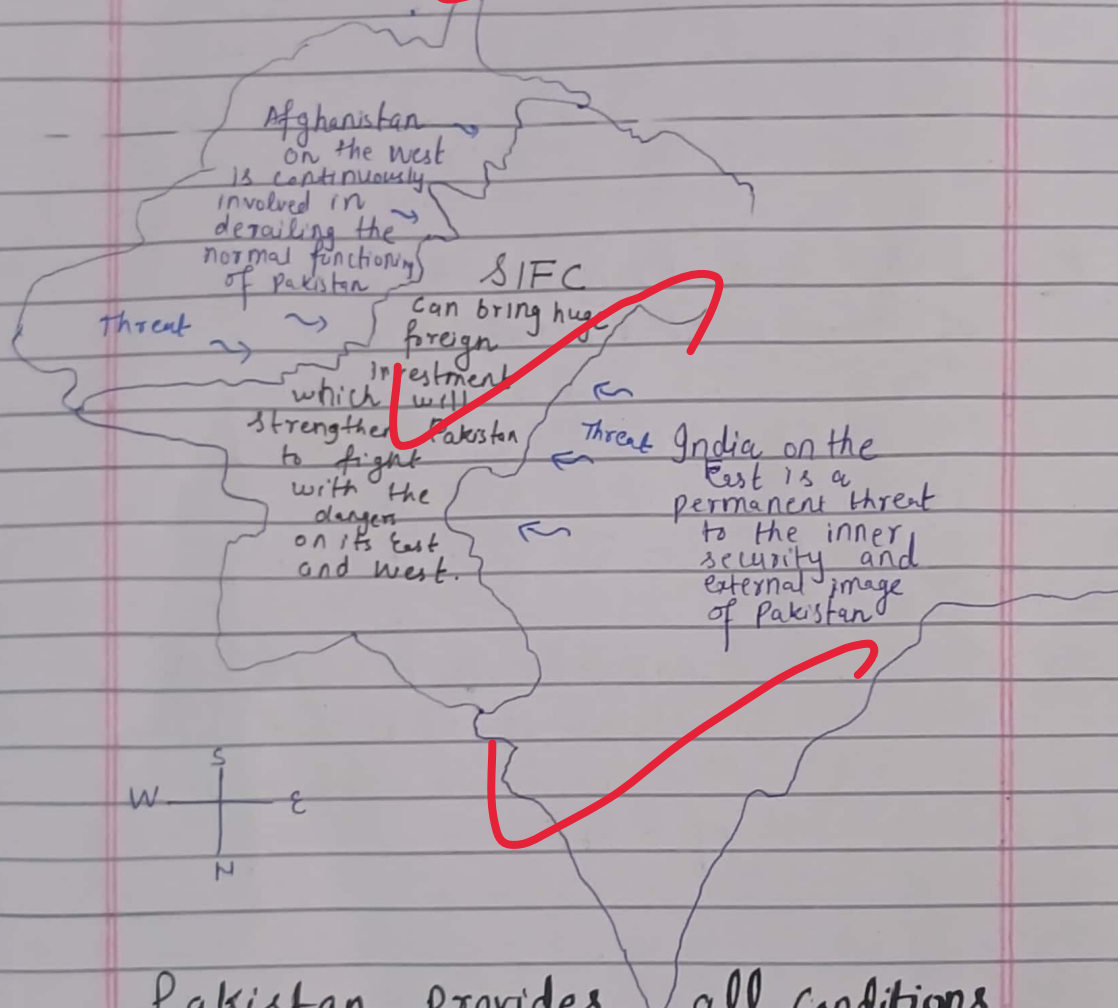 Afghanistan
on the west
is continuously
involved in
derailing the
normal functioning
of Pakistan
Threat
SIFC
can bring huge
foreign
investment
which will
strengthen Pakistan
to fight
with the
dangers
on its East
and West.
Threat
India on the
East is a
permanent threat
to the inner
security and
external image
of Pakistan
S
W E
N
Pakistan provides all conditions